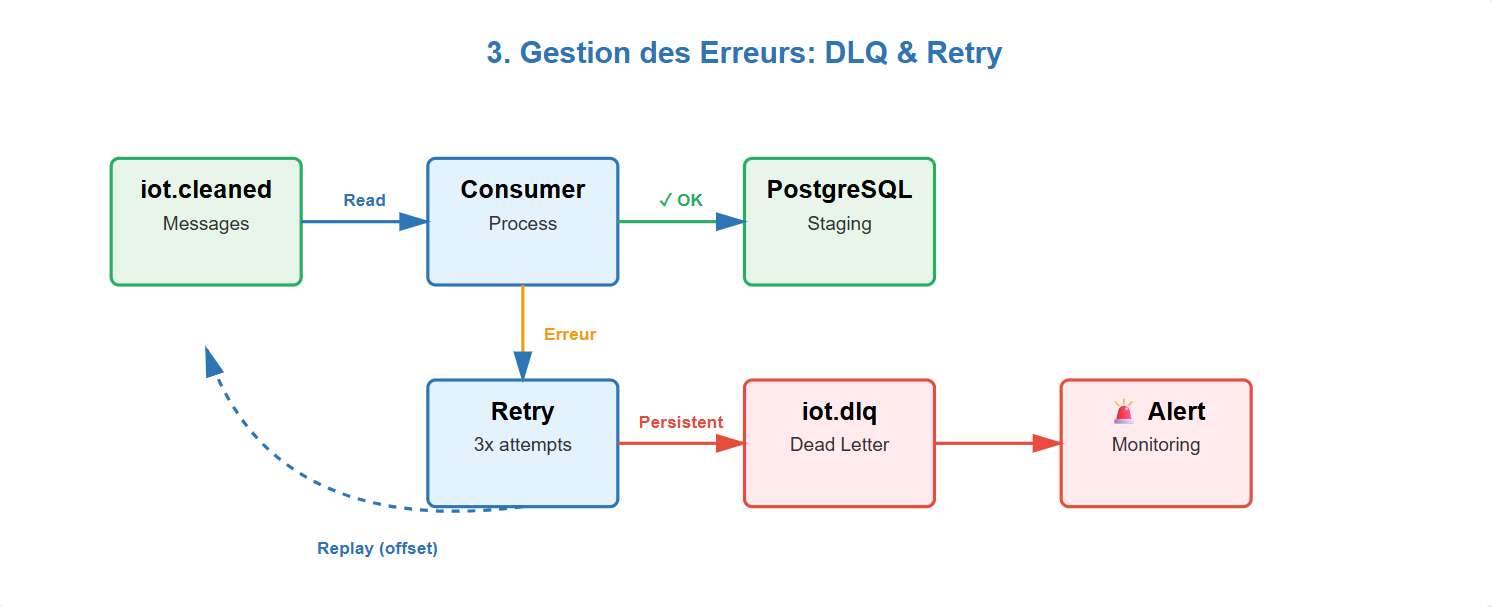 3. Gestion des Erreurs: DLQ & Retry
iot.cleaned
Messages
Read
Consumer
Process
✓ OK
PostgreSQL
Staging
Erreur
Retry
3x attempts
Persistent
iot.dlq
Dead Letter
🚨 Alert
Monitoring
Replay (offset)